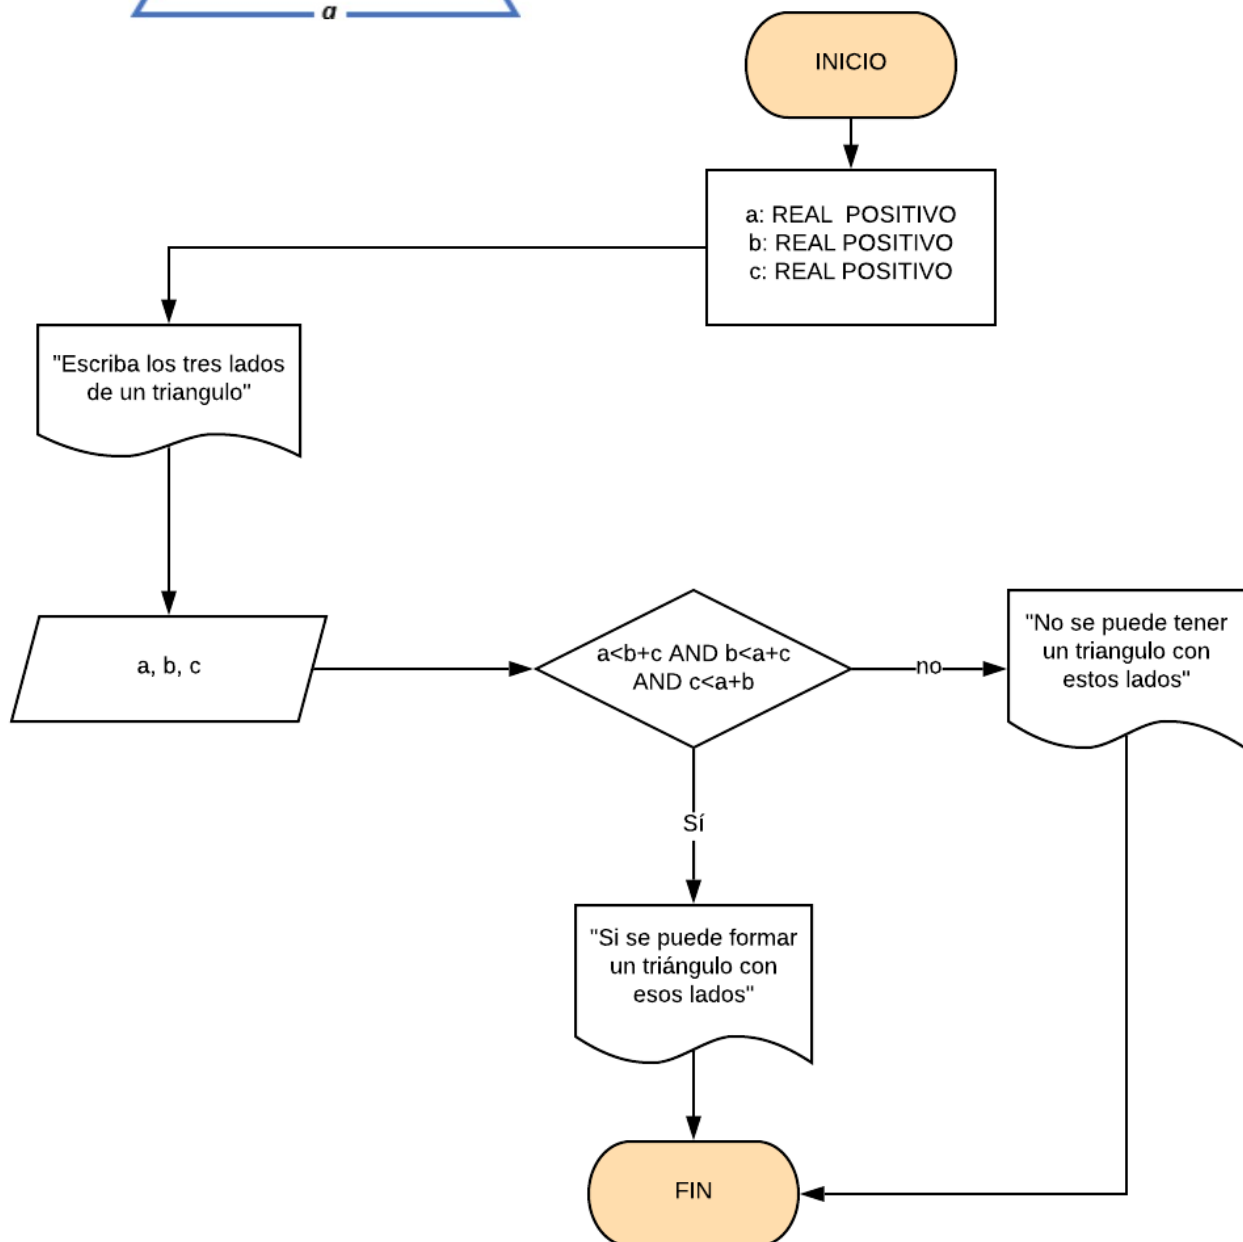 a
INICIO
a: REAL  POSITIVO
b: REAL POSITIVO
c: REAL POSITIVO
"Escriba los tres lados
de un triangulo"
a, b, c
a<b+c AND b<a+c
AND c<a+b
no
"No se puede tener
un triangulo con
estos lados"
Sí
"Si se puede formar
un triángulo con
esos lados"
FIN